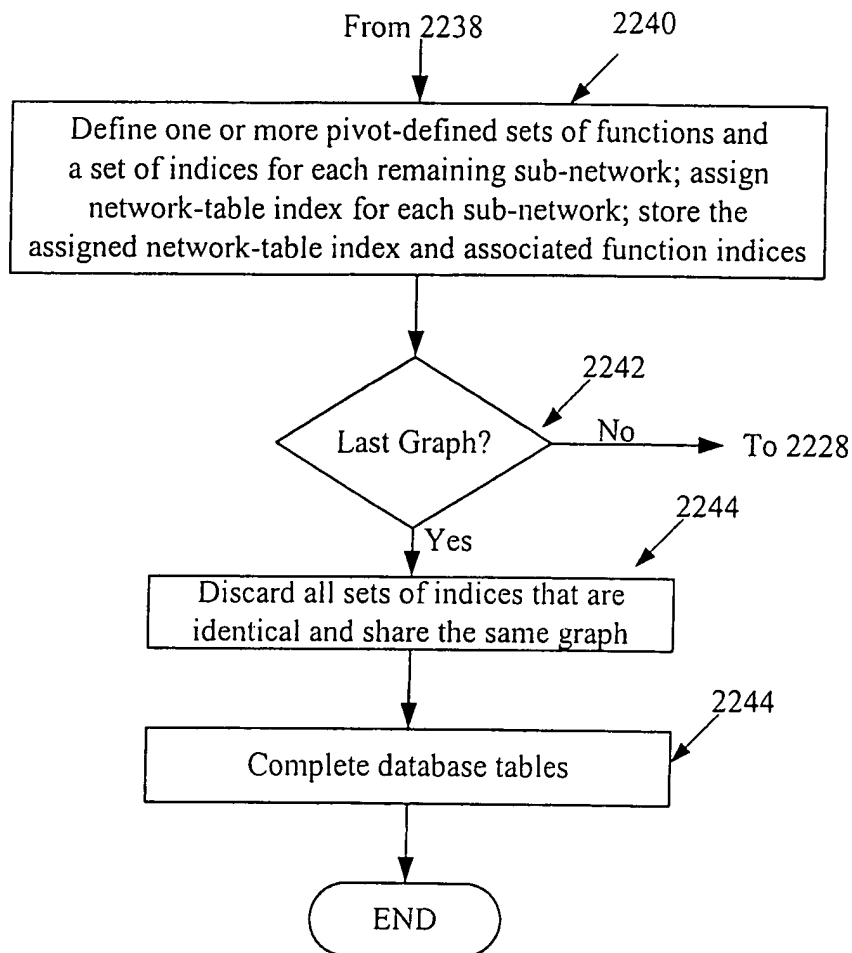 From 2238
2240
Define one or more pivot-defined sets of functions and
a set of indices for each remaining sub-network; assign
network-table index for each sub-network; store the
assigned network-table index and associated function indices
2242
Last Graph?
No
To 2228
Yes
2244
Discard all sets of indices that are
identical and share the same graph
2244
Complete database tables
END